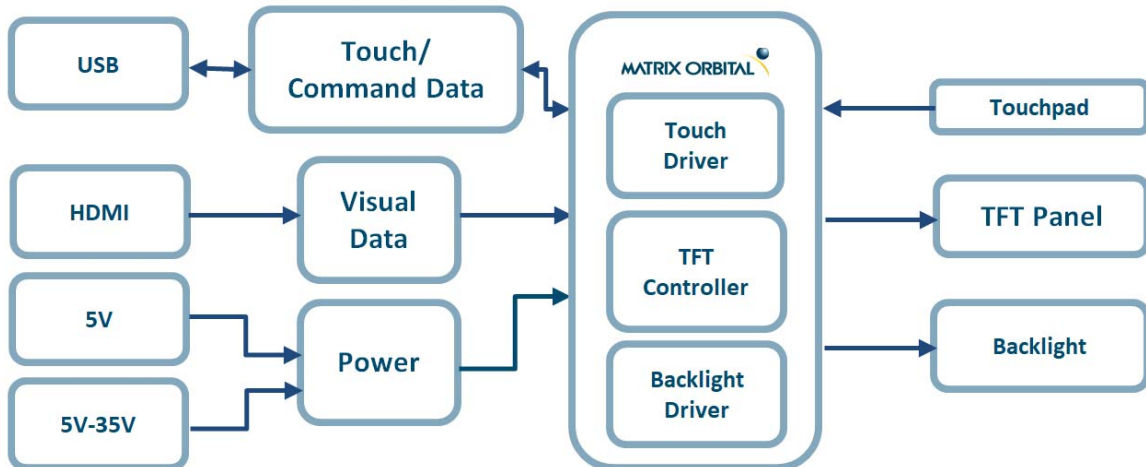 USB
Touch/
Command Data
HDMI
Visual
Data
5V
5V-35V
Power
MATRIX ORBITAL
Touch
Driver
TFT
Controller
Backlight
Driver
Touchpad
TFT Panel
Backlight